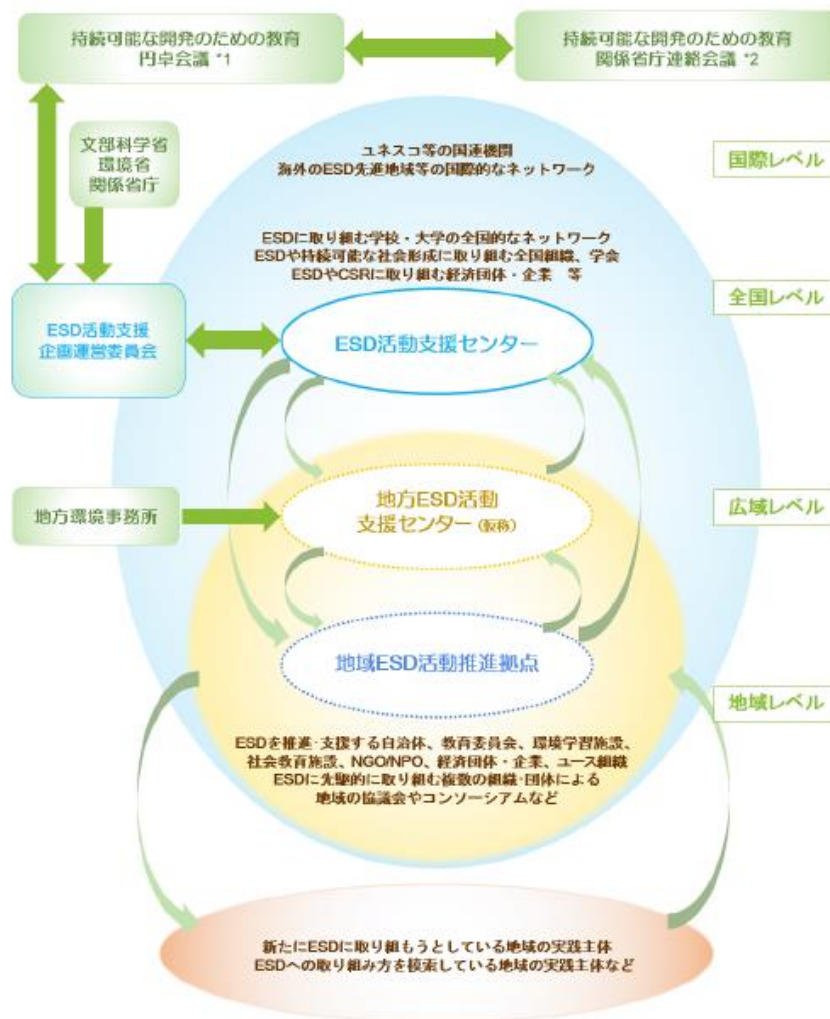 持続可能な開発のための教育
円卓会議 *1
持続可能な開発のための教育
関係省庁連絡会議 *2
文部科学省
環境省
関係省庁
ユネスコ等の国連機関
海外のESD先進地域等の国際的なネットワーク
国際レベル
ESDに取り組む学校・大学の全国的なネットワーク
ESDや持続可能な社会形成に取り組む全国組織、学会
ESDやCSRに取り組む経済団体・企業 等
全国レベル
ESD活動支援
企画運営委員会
ESD活動支援センター
地方環境事務所
地方ESD活動
支援センター(仮称)
広域レベル
地域ESD活動推進拠点
地域レベル
ESDを推進・支援する自治体、教育委員会、環境学習施設、
社会教育施設、NGO/NPO、経済団体・企業、ユース組織
ESDに先駆的に取り組む複数の組織・団体による
地域の協議会やコンソーシアムなど
新たにESDに取り組もうとしている地域の実践主体
ESDへの取り組み方を模索している地域の実践主体など